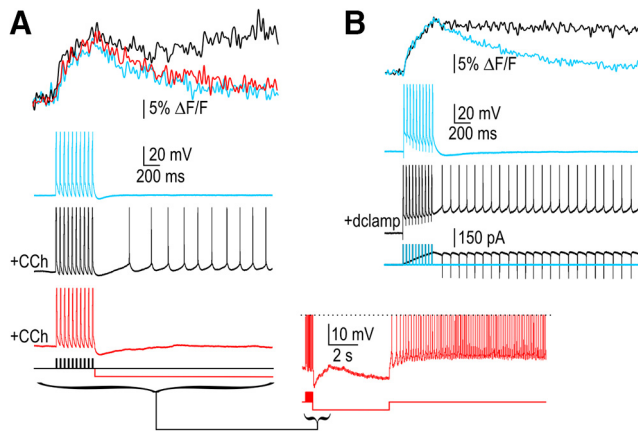 A
5% ΔF/F
20 mV
200 ms
+CCh
+CCh
B
5% ΔF/F
20 mV
200 ms
+dclamp
150 pA
10 mV
2 s